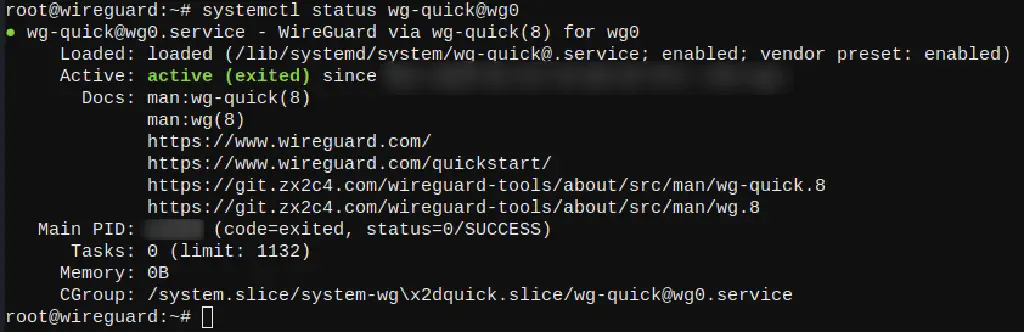 root@wireguard:~# systemctl status wg-quick@wg0
● wg-quick@wg0.service - WireGuard via wg-quick(8) for wg0
Loaded: loaded (/lib/systemd/system/wg-quick@.service; enabled; vendor preset: enabled)
Active: active (exited) since
Docs: man:wg-quick(8)
man:wg(8)
https://www.wireguard.com/
https://www.wireguard.com/quickstart/
https://git.zx2c4.com/wireguard-tools/about/src/man/wg-quick.8
https://git.zx2c4.com/wireguard-tools/about/src/man/wg.8
Main PID: (code=exited, status=0/SUCCESS)
Tasks: 0 (limit: 1132)
Memory: 0B
CGroup: /system.slice/system-wg\x2dquick.slice/wg-quick@wg0.service
root@wireguard:~#